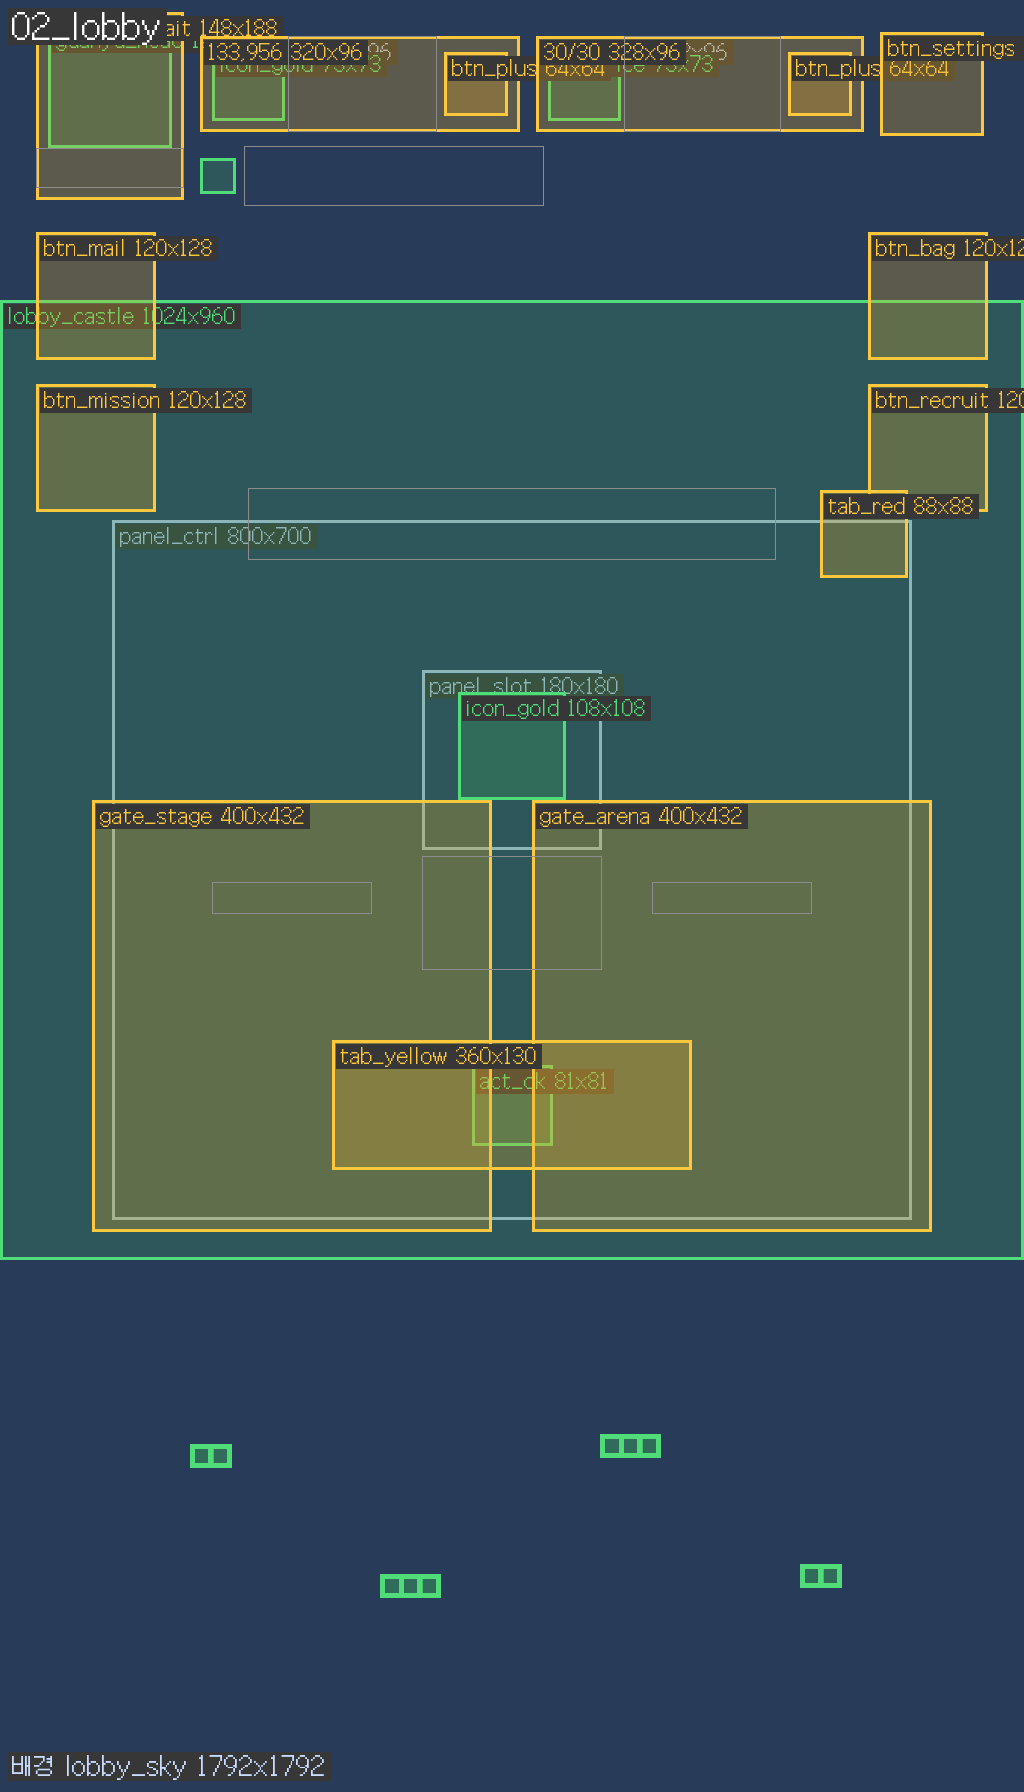 02_lobby
ait 148x188
133,956 320x96
icon_gold 73x73
btn_plus 64x64
30/30 328x96
btn_plus 64x64
btn_settings
btn_mail 120x128
btn_bag 120x12
lobby_castle 1024x960
btn_mission 120x128
btn_recruit 120
tab_red 88x88
panel_ctrl 800x700
panel_slot 180x180
icon_gold 108x108
gate_stage 400x432
gate_arena 400x432
tab_yellow 360x130
act_ok 81x81
배경 lobby_sky 1792x1792